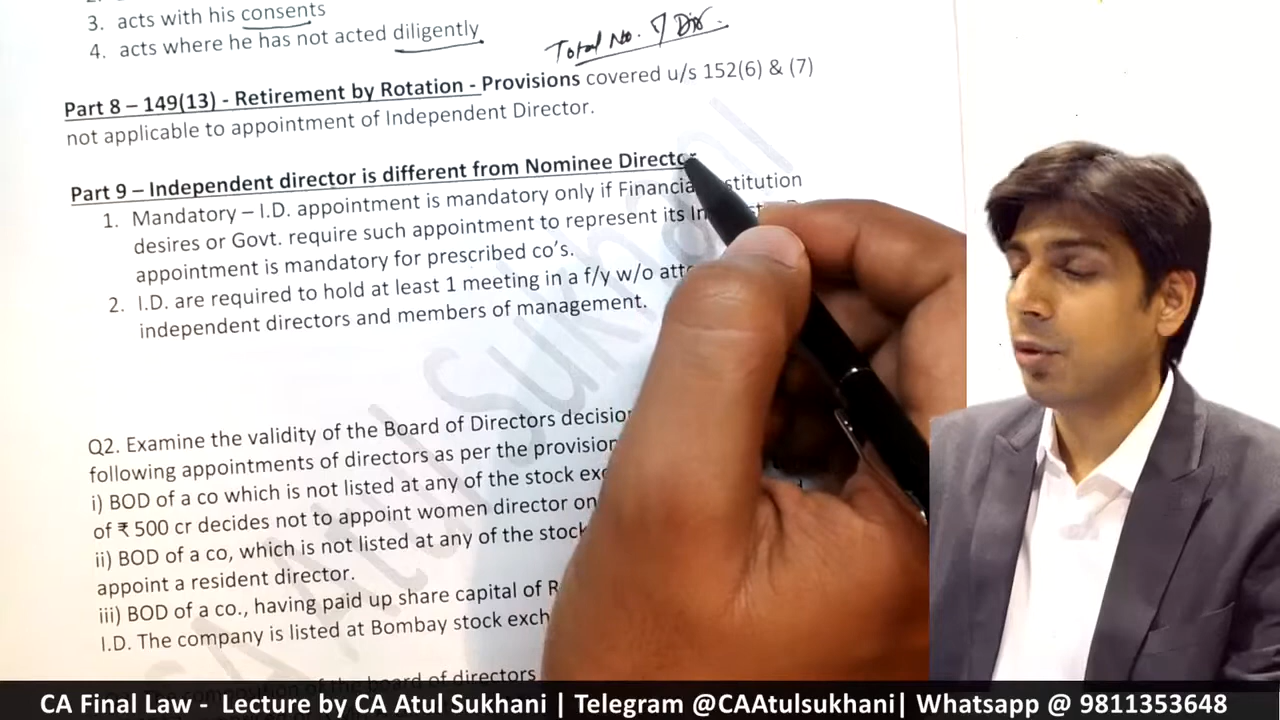 3. acts with his consents
4. acts where he has not acted diligently
Total No. of Dir.
Part 8 – 149(13) - Retirement by Rotation - Provisions covered u/s 152(6) & (7)
not applicable to appointment of Independent Director.
Part 9 – Independent director is different from Nominee Director
1. Mandatory – I.D. appointment is mandatory only if Financial Institution
desires or Govt. require such appointment to represent its
appointment is mandatory for prescribed co's.
2. I.D. are required to hold at least 1 meeting in a f/y w/o
independent directors and members of management.
Q2. Examine the validity of the Board of Directors
following appointments of directors as per the
i) BOD of a co which is not listed at any of the stock
of ₹ 500 cr decides not to appoint women director on
ii) BOD of a co, which is not listed at any of the
appoint a resident director.
iii) BOD of a co., having paid up share capital of
I.D. The company is listed at Bombay stock
of the board of directors
CA Atul Sukhani
CA Final Law - Lecture by CA Atul Sukhani | Telegram @CAAtulsukhani| Whatsapp @ 9811353648